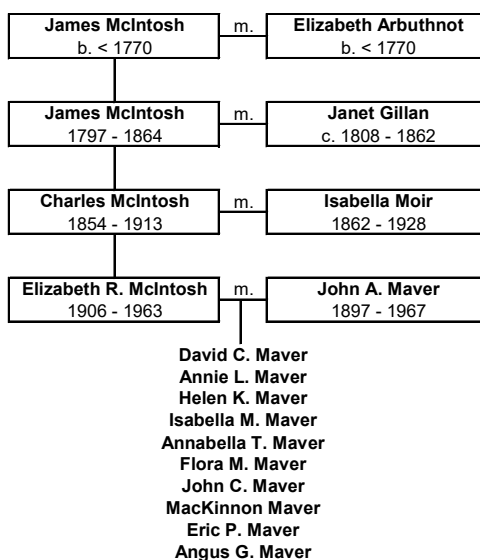 James McIntosh
b. < 1770
m.
Elizabeth Arbuthnot
b. < 1770
James McIntosh
1797 - 1864
m.
Janet Gillan
c. 1808 - 1862
Charles McIntosh
1854 - 1913
m.
Isabella Moir
1862 - 1928
Elizabeth R. McIntosh
1906 - 1963
m.
John A. Maver
1897 - 1967
David C. Maver
Annie L. Maver
Helen K. Maver
Isabella M. Maver
Annabella T. Maver
Flora M. Maver
John C. Maver
MacKinnon Maver
Eric P. Maver
Angus G. Maver